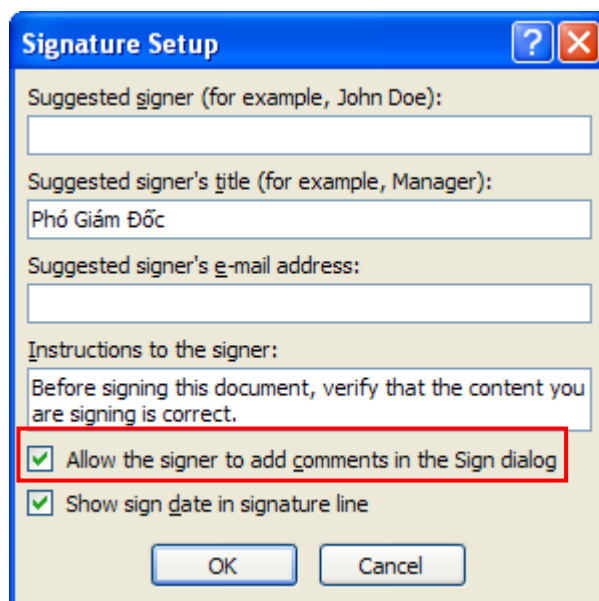 Signature Setup
Suggested signer (for example, John Doe):
Suggested signer's title (for example, Manager):
Phó Giám Đốc
Suggested signer's e-mail address:
Instructions to the signer:
Before signing this document, verify that the content you
are signing is correct.
Allow the signer to add comments in the Sign dialog
Show sign date in signature line
OK Cancel